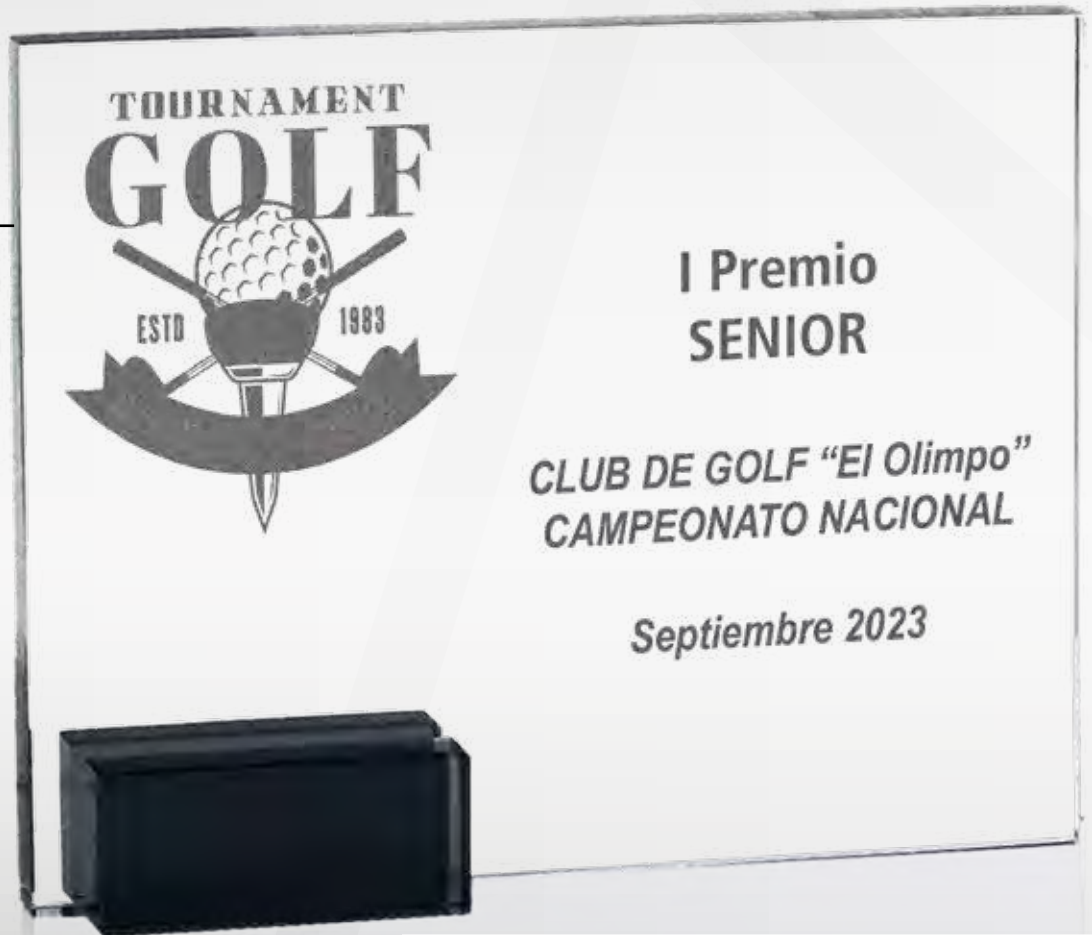 TOURNAMENT
GOLF
ESTD 1983
I Premio
SENIOR
CLUB DE GOLF “El Olimpo”
CAMPEONATO NACIONAL
Septiembre 2023